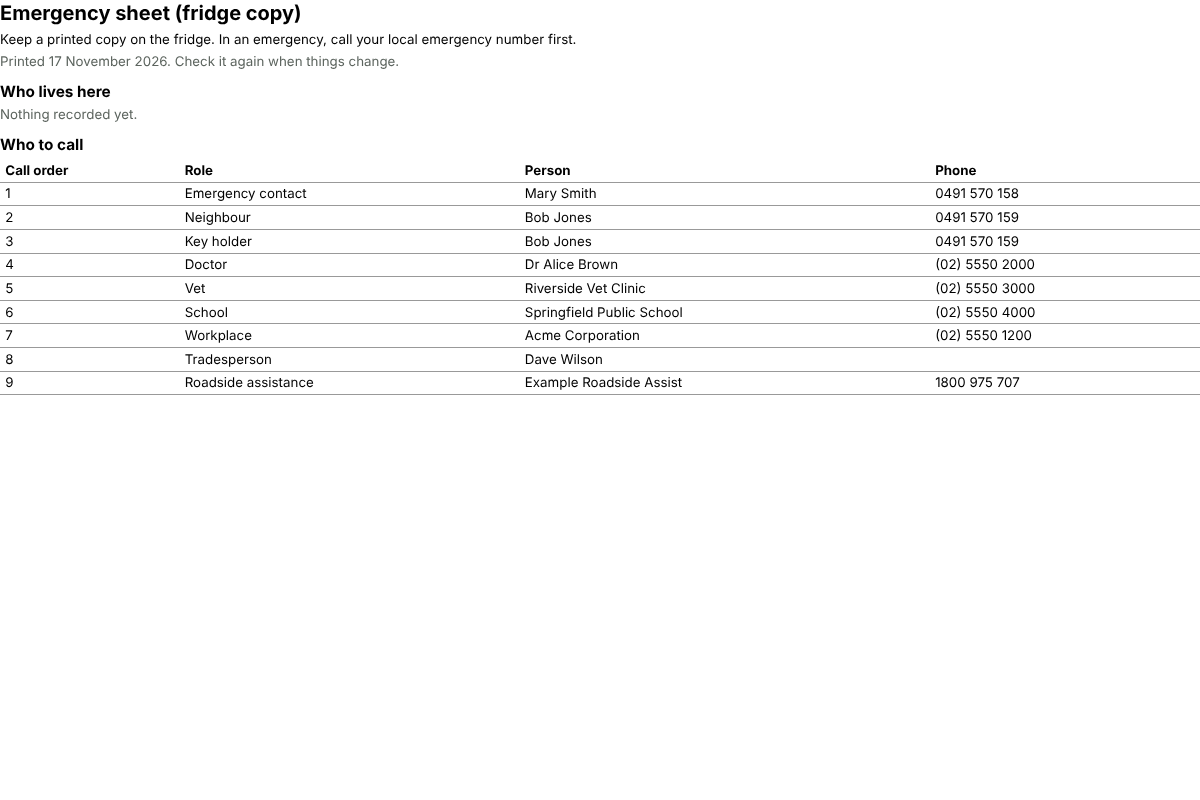 Emergency sheet (fridge copy)
Keep a printed copy on the fridge. In an emergency, call your local emergency number first.
Printed 17 November 2026. Check it again when things change.
Who lives here
Nothing recorded yet.
Who to call
Call order Role Person Phone
1 Emergency contact Mary Smith 0491 570 158
2 Neighbour Bob Jones 0491 570 159
3 Key holder Bob Jones 0491 570 159
4 Doctor Dr Alice Brown (02) 5550 2000
5 Vet Riverside Vet Clinic (02) 5550 3000
6 School Springfield Public School (02) 5550 4000
7 Workplace Acme Corporation (02) 5550 1200
8 Tradesperson Dave Wilson
9 Roadside assistance Example Roadside Assist 1800 975 707